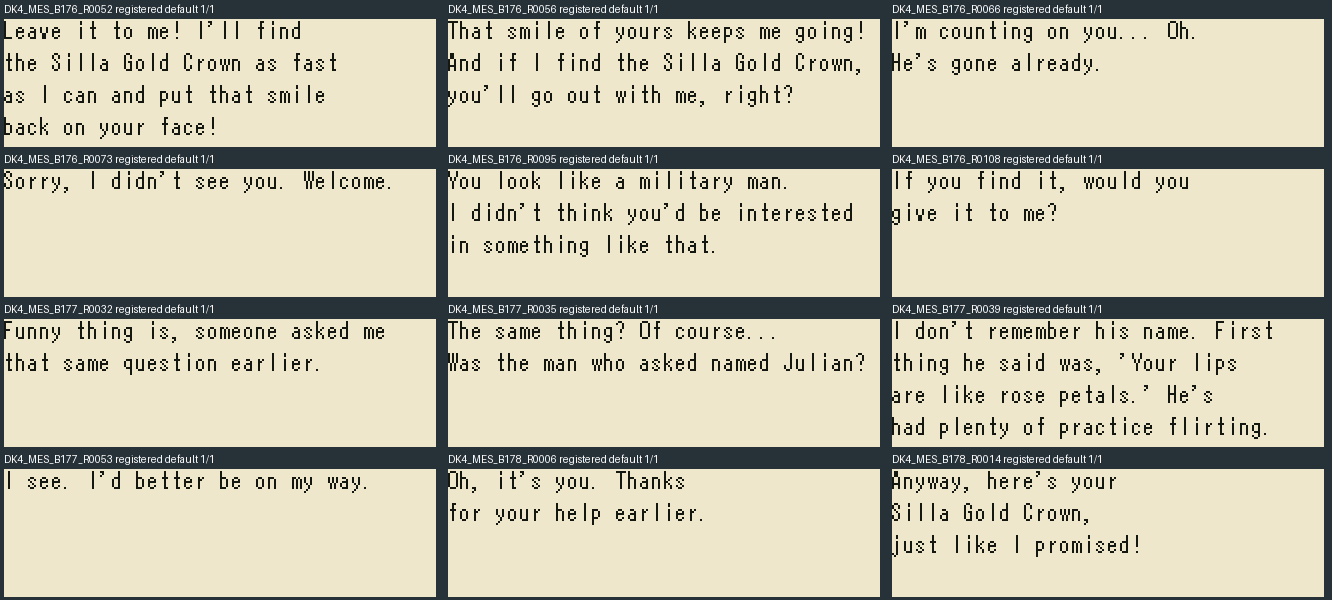 DK4_MES_B176_R0052 registered default 1/1
Leave it to me! I'll find
the Silla Gold Crown as fast
as I can and put that smile
back on your face!
DK4_MES_B176_R0056 registered default 1/1
That smile of yours keeps me going!
And if I find the Silla Gold Crown,
you'll go out with me, right?
DK4_MES_B176_R0066 registered default 1/1
I'm counting on you... Oh.
He's gone already.
DK4_MES_B176_R0073 registered default 1/1
Sorry, I didn't see you. Welcome.
DK4_MES_B176_R0095 registered default 1/1
You look like a military man.
I didn't think you'd be interested
in something like that.
DK4_MES_B176_R0108 registered default 1/1
If you find it, would you
give it to me?
DK4_MES_B177_R0032 registered default 1/1
Funny thing is, someone asked me
that same question earlier.
DK4_MES_B177_R0035 registered default 1/1
The same thing? Of course...
Was the man who asked named Julian?
DK4_MES_B177_R0039 registered default 1/1
I don't remember his name. First
thing he said was, 'Your lips
are like rose petals.' He's
had plenty of practice flirting.
DK4_MES_B177_R0053 registered default 1/1
I see. I'd better be on my way.
DK4_MES_B178_R0006 registered default 1/1
Oh, it's you. Thanks
for your help earlier.
DK4_MES_B178_R0014 registered default 1/1
Anyway, here's your
Silla Gold Crown,
just like I promised!